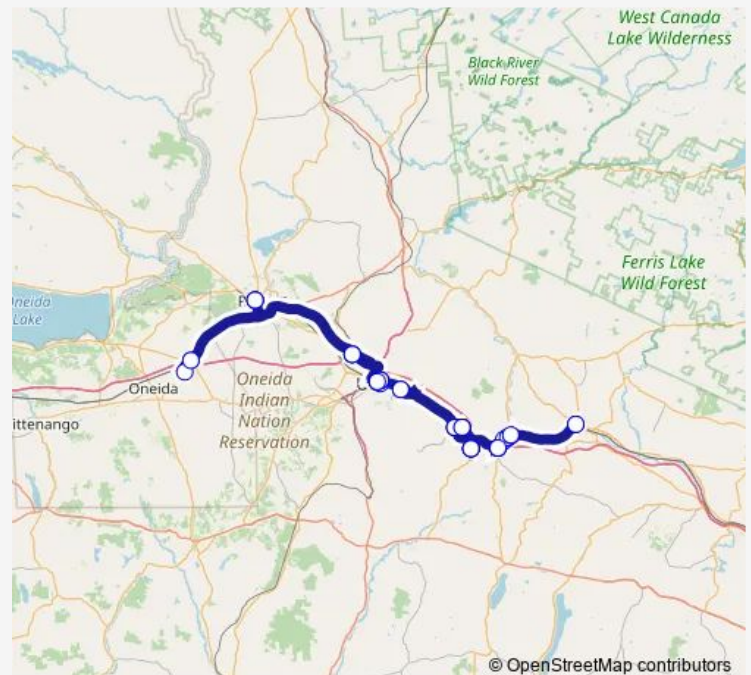 West Canada
Lake Wilderness
Black River
Wild Forest
Ferris Lake
Wild Forest
Lake
Oneida
Oneida
Indian
Nation
Reservation
ittenango
© OpenStreetMap contributors